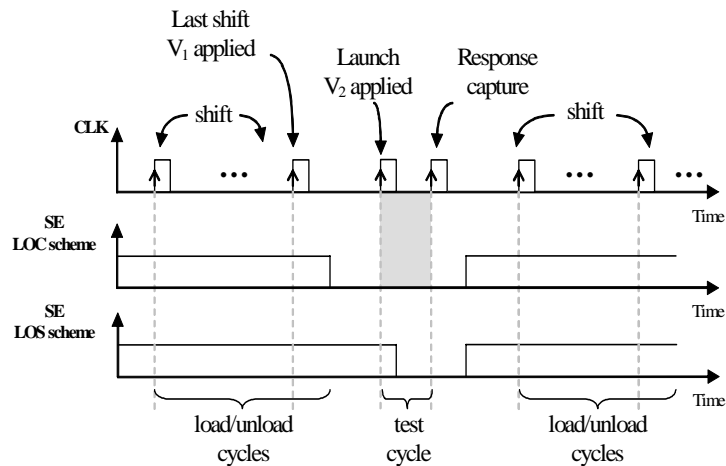 Last shift
V1 applied
Launch
V2 applied
Response
capture
shift
shift
CLK
•••
•••
•••
Time
SE
LOC scheme
Time
SE
LOS scheme
Time
load/unload
cycles
test
cycle
load/unload
cycles